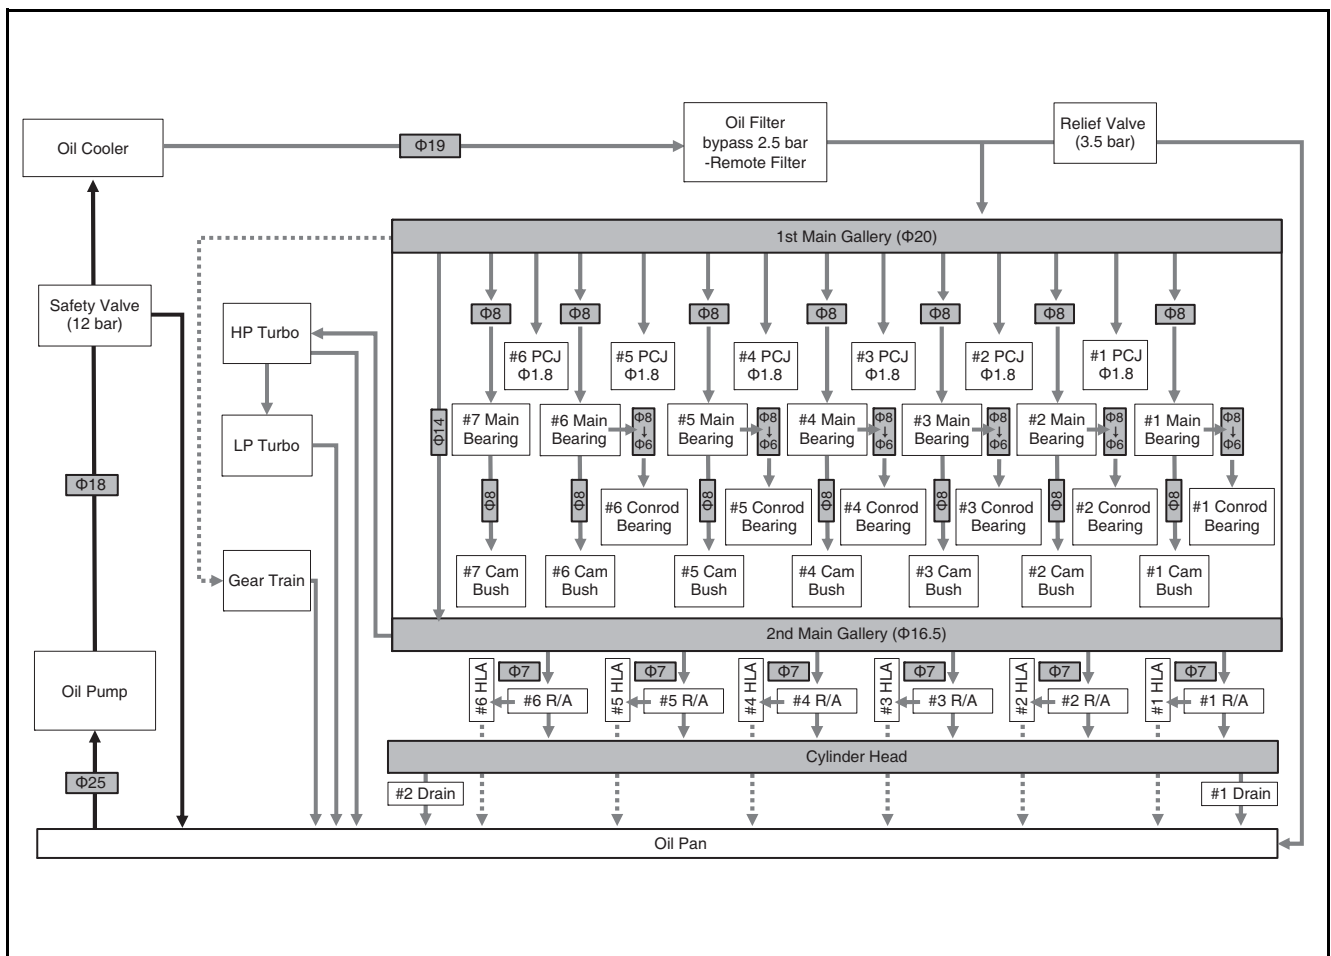 Oil Cooler
Φ19
Oil Filter
bypass 2.5 bar
-Remote Filter
Relief Valve
(3.5 bar)
1st Main Gallery (Φ20)
Safety Valve
(12 bar)
HP Turbo
LP Turbo
Φ18
Gear Train
Oil Pump
Φ25
Φ14
Φ8
Φ8
Φ8
Φ8
Φ8
Φ8
Φ8
#6 PCJ
Φ1.8
#5 PCJ
Φ1.8
#4 PCJ
Φ1.8
#3 PCJ
Φ1.8
#2 PCJ
Φ1.8
#1 PCJ
Φ1.8
#7 Main
Bearing
#6 Main
Bearing
Φ8
↓
Φ6
#5 Main
Bearing
Φ8
↓
Φ6
#4 Main
Bearing
Φ8
↓
Φ6
#3 Main
Bearing
Φ8
↓
Φ6
#2 Main
Bearing
Φ8
↓
Φ6
#1 Main
Bearing
Φ8
↓
Φ6
Φ8
Φ8
#6 Conrod
Bearing
Φ8
#5 Conrod
Bearing
Φ8
#4 Conrod
Bearing
Φ8
#3 Conrod
Bearing
Φ8
#2 Conrod
Bearing
Φ8
#1 Conrod
Bearing
#7 Cam
Bush
#6 Cam
Bush
#5 Cam
Bush
#4 Cam
Bush
#3 Cam
Bush
#2 Cam
Bush
#1 Cam
Bush
2nd Main Gallery (Φ16.5)
#6 HLA
Φ7
#6 R/A
#5 HLA
Φ7
#5 R/A
#4 HLA
Φ7
#4 R/A
#3 HLA
Φ7
#3 R/A
#2 HLA
Φ7
#2 R/A
#1 HLA
Φ7
#1 R/A
Cylinder Head
#2 Drain
#1 Drain
Oil Pan